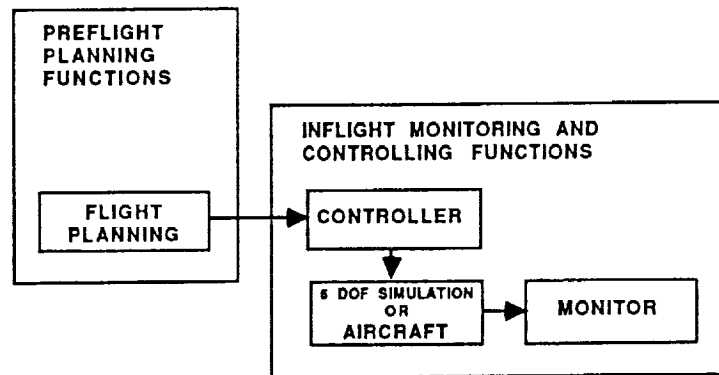 PREFLIGHT
PLANNING
FUNCTIONS
INFLIGHT MONITORING AND
CONTROLLING FUNCTIONS
FLIGHT
PLANNING
CONTROLLER
6 DOF SIMULATION
OR
AIRCRAFT
MONITOR